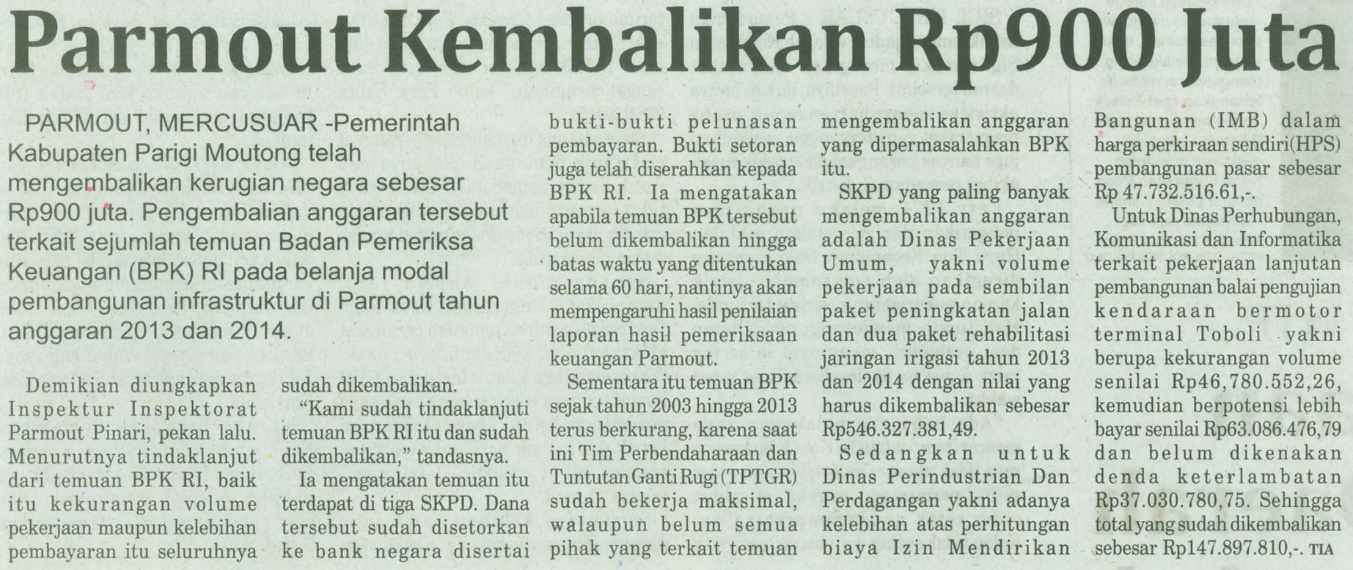 Parmout Kembalikan Rp900 Juta
PARMOUT, MERCUSUAR -Pemerintah
Kabupaten Parigi Moutong telah
mengembalikan kerugian negara sebesar
Rp900 juta. Pengembalian anggaran tersebut
terkait sejumlah temuan Badan Pemeriksa
Keuangan (BPK) RI pada belanja modal
pembangunan infrastruktur di Parmout tahun
anggaran 2013 dan 2014.
Demikian diungkapkan
Inspektur Inspektorat
Parmout Pinari, pekan lalu.
Menurutnya tindaklanjut
dari temuan BPK RI, baik
itu kekurangan volume
pekerjaan maupun kelebihan
pembayaran itu seluruhnya
sudah dikembalikan.
“Kami sudah tindaklanjuti
temuan BPK RI itu dan sudah
dikembalikan,” tandasnya.
Ia mengatakan temuan itu
terdapat di tiga SKPD. Dana
tersebut sudah disetorkan
ke bank negara disertai
bukti-bukti pelunasan
pembayaran. Bukti setoran
juga telah diserahkan kepada
BPK RI. Ia mengatakan
apabila temuan BPK tersebut
belum dikembalikan hingga
batas waktu yang ditentukan
selama 60 hari, nantinya akan
mempengaruhi hasil penilaian
laporan hasil pemeriksaan
keuangan Parmout.
Sementara itu temuan BPK
sejak tahun 2003 hingga 2013
terus berkurang, karena saat
ini Tim Perbendaharaan dan
Tuntutan Ganti Rugi (TPTGR)
sudah bekerja maksimal,
walaupun belum semua
pihak yang terkait temuan
mengembalikan anggaran
yang dipermasalahkan BPK
itu.
SKPD yang paling banyak
mengembalikan anggaran
adalah Dinas Pekerjaan
Umum, yakni volume
pekerjaan pada sembilan
paket peningkatan jalan
dan dua paket rehabilitasi
jaringan irigasi tahun 2013
dan 2014 dengan nilai yang
harus dikembalikan sebesar
Rp546.327.381,49.
Sedangkan untuk
Dinas Perindustrian Dan
Perdagangan yakni adanya
kelebihan atas perhitungan
biaya Izin Mendirikan
Bangunan (IMB) dalam
harga perkiraan sendiri(HPS)
pembangunan pasar sebesar
Rp 47.732.516.61,-.
Untuk Dinas Perhubungan,
Komunikasi dan Informatika
terkait pekerjaan lanjutan
pembangunan balai pengujian
kendaraan bermotor
terminal Toboli yakni
berupa kekurangan volume
senilai Rp46,780.552,26,
kemudian berpotensi lebih
bayar senilai Rp63.086.476,79
dan belum dikenakan
denda keterlambatan
Rp37.030.780,75. Sehingga
total yang sudah dikembalikan
sebesar Rp147.897.810,-. TIA